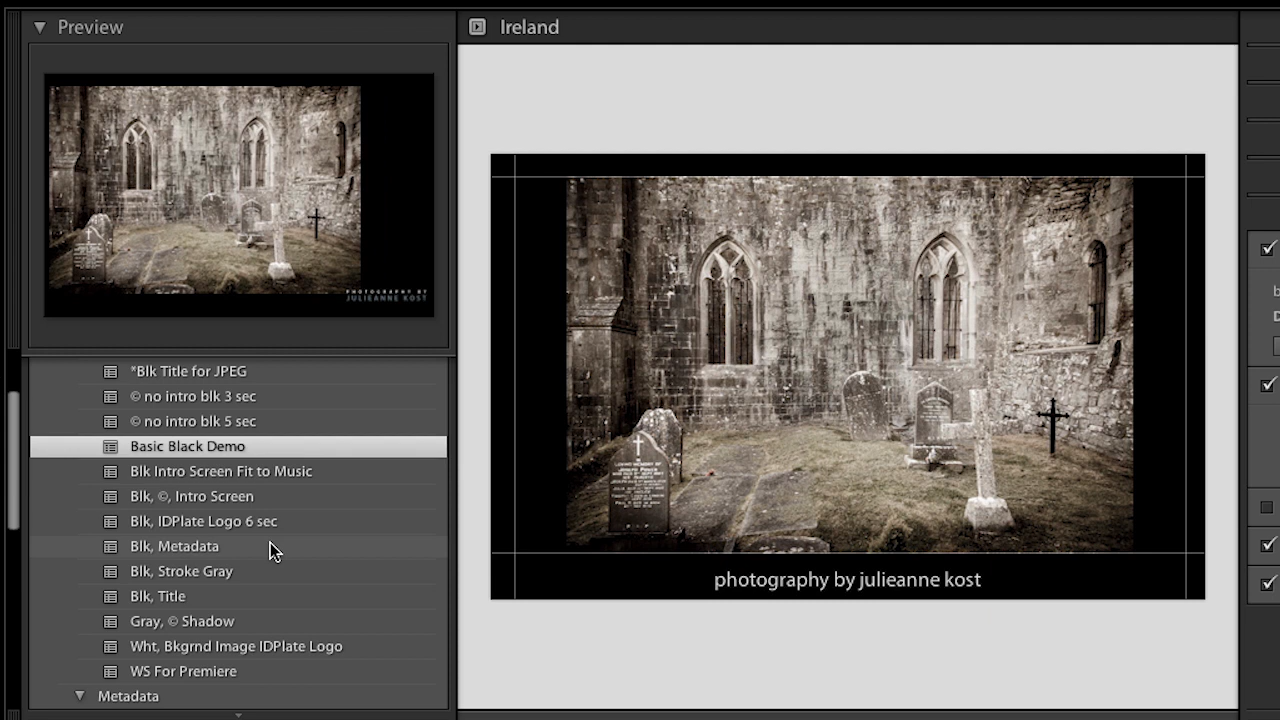 Preview
PHOTOGRAPHY BY
JULIEANNE KOST
*Blk Title for JPEG
© no intro blk 3 sec
© no intro blk 5 sec
Basic Black Demo
Blk Intro Screen Fit to Music
Blk, ©, Intro Screen
Blk, IDPlate Logo 6 sec
Blk, Metadata
Blk, Stroke Gray
Blk, Title
Gray, © Shadow
Wht, Bkgrnd Image IDPlate Logo
WS For Premiere
Metadata
Ireland
photography by julieanne kost